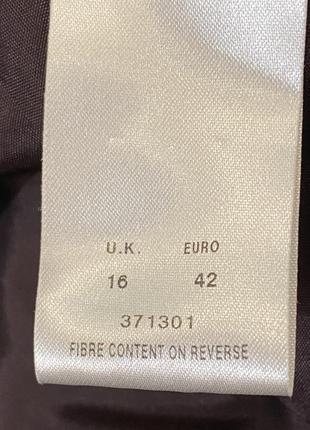 U.K. EURO
16 42
371301
FIBRE CONTENT ON REVERSE